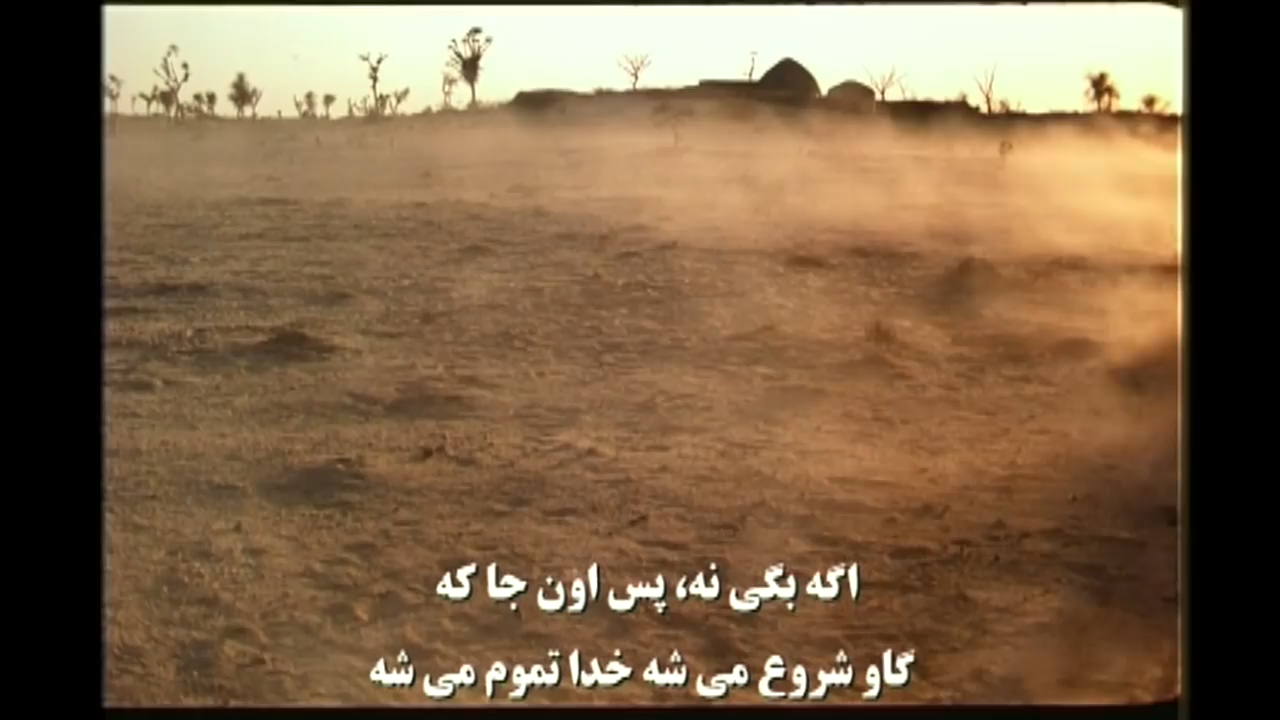 اگه بگی نه، پس اون جا که
گاو شروع می شه خدا تموم می شه